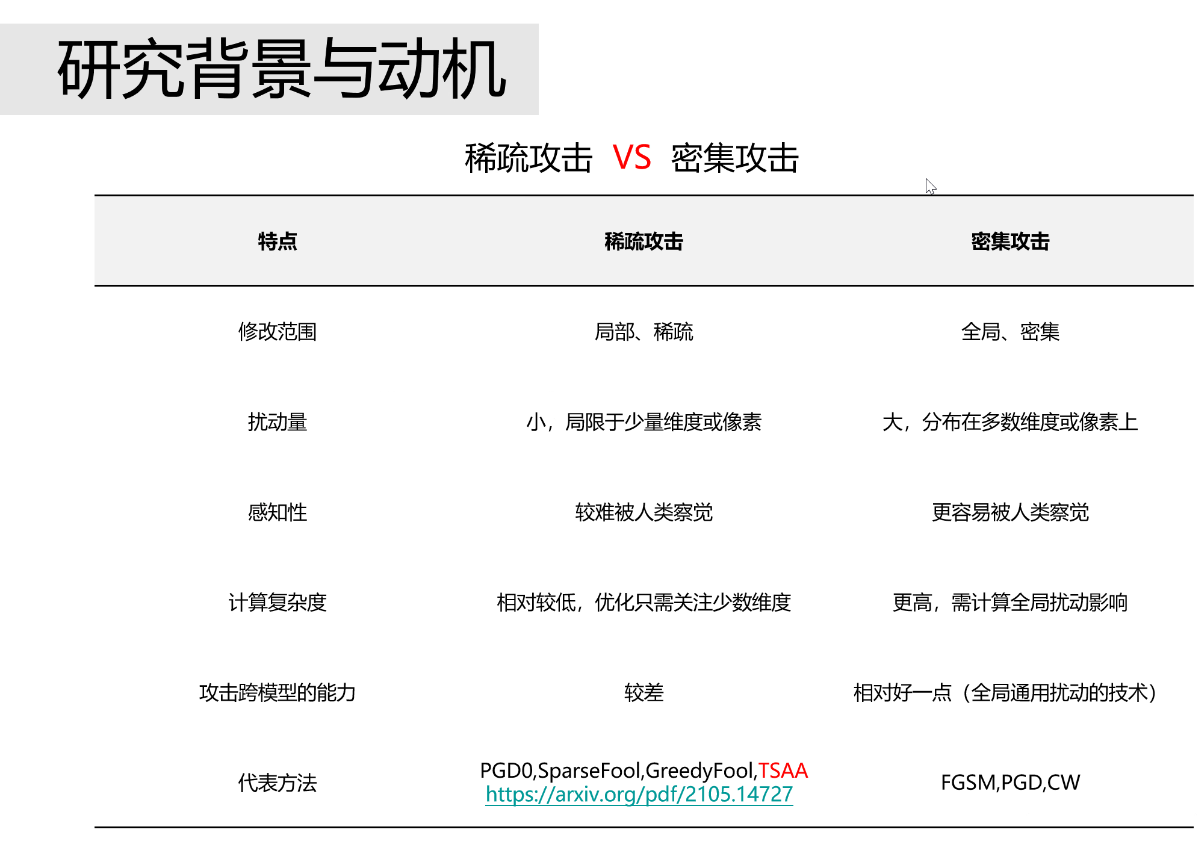 研究背景与动机
稀疏攻击 VS 密集攻击
特点 稀疏攻击 密集攻击
修改范围 局部、稀疏 全局、密集
扰动量 小，局限于少量维度或像素 大，分布在多数维度或像素上
感知性 较难被人类察觉 更容易被人类察觉
计算复杂度 相对较低，优化只需关注少数维度 更高，需计算全局扰动影响
攻击跨模型的能力 较差 相对好一点（全局通用扰动的技术）
代表方法 PGD0,SparseFool,GreedyFool,TSAA FGSM,PGD,CW
https://arxiv.org/pdf/2105.14727